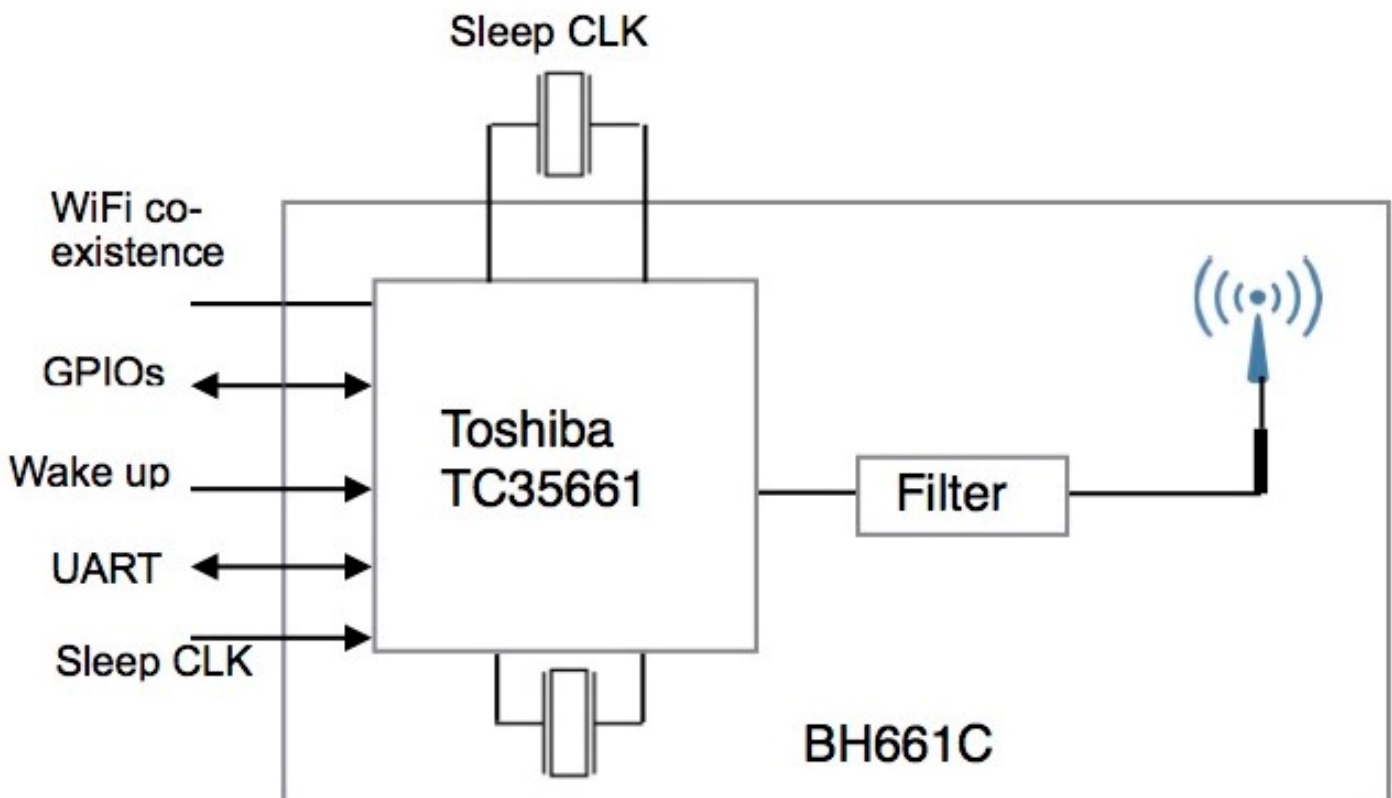 Sleep CLK
WiFi co-
existence
GPIOs
Wake up
UART
Sleep CLK
Toshiba
TC35661
Filter
BH661C